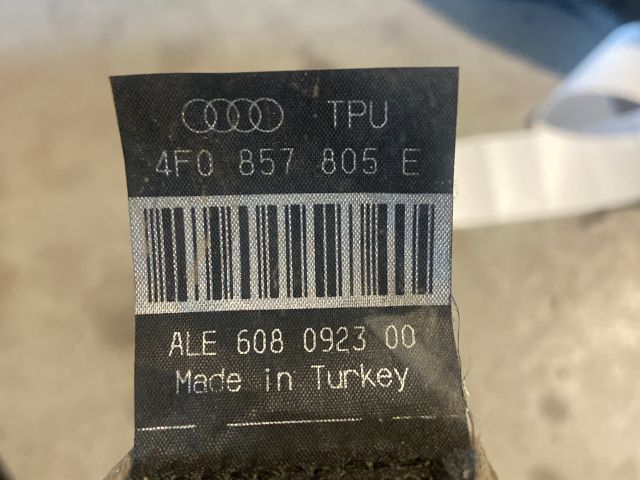 TPU
4F0 857 805 E
ALE 608 0923 00
Made in Turkey